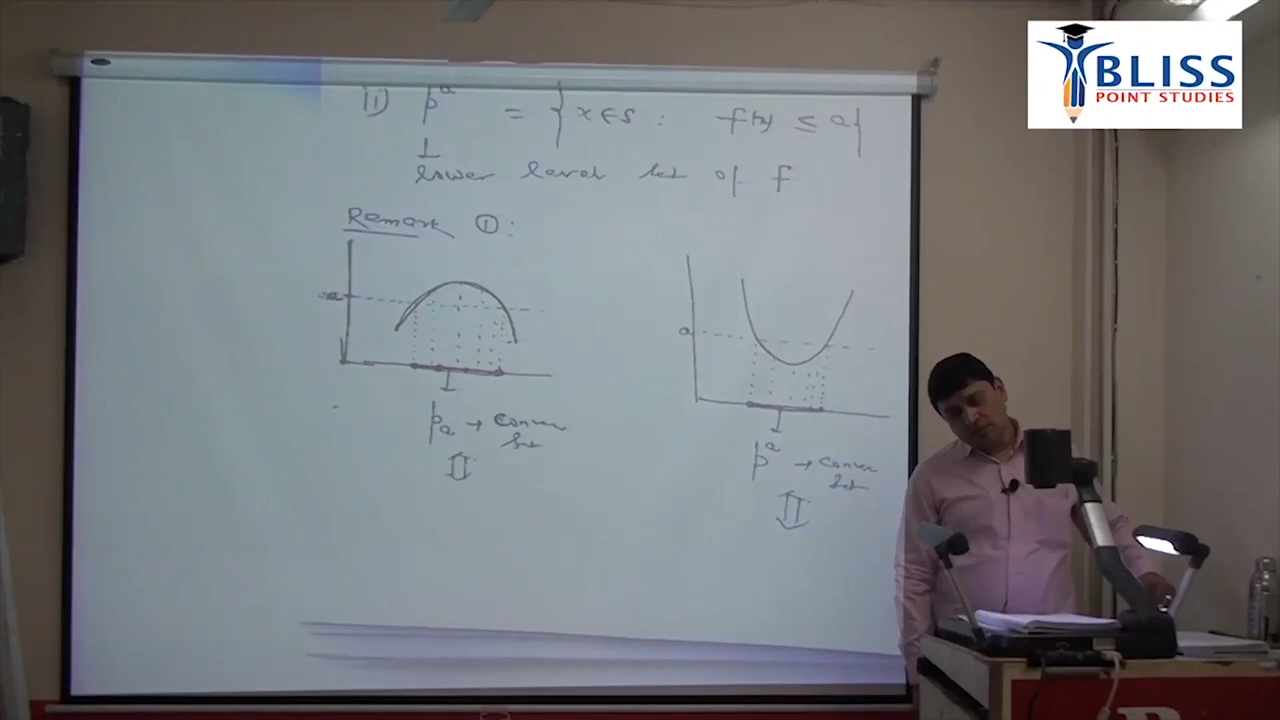 BLISS
POINT STUDIES
ii) p^a = { x ∈ S : f(x) ≤ a }
lower level set of f
Remark ①:
a
a
p_a → convex
set
p^a → convex
set